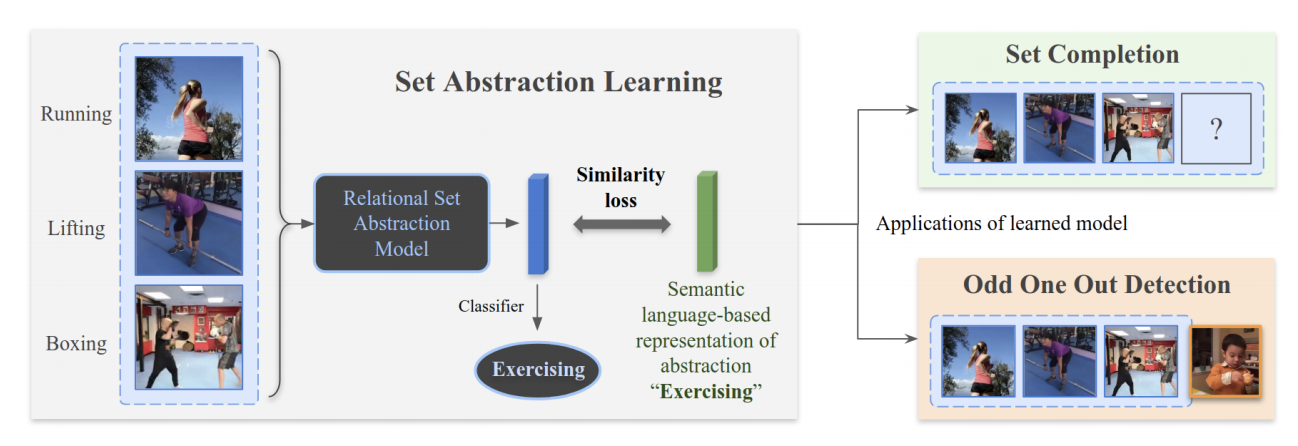 Set Abstraction Learning
Running
Lifting
Boxing
Relational Set
Abstraction
Model
Similarity
loss
Classifier
Exercising
Semantic
language-based
representation of
abstraction
“Exercising”
Applications of learned model
Set Completion
?
Odd One Out Detection